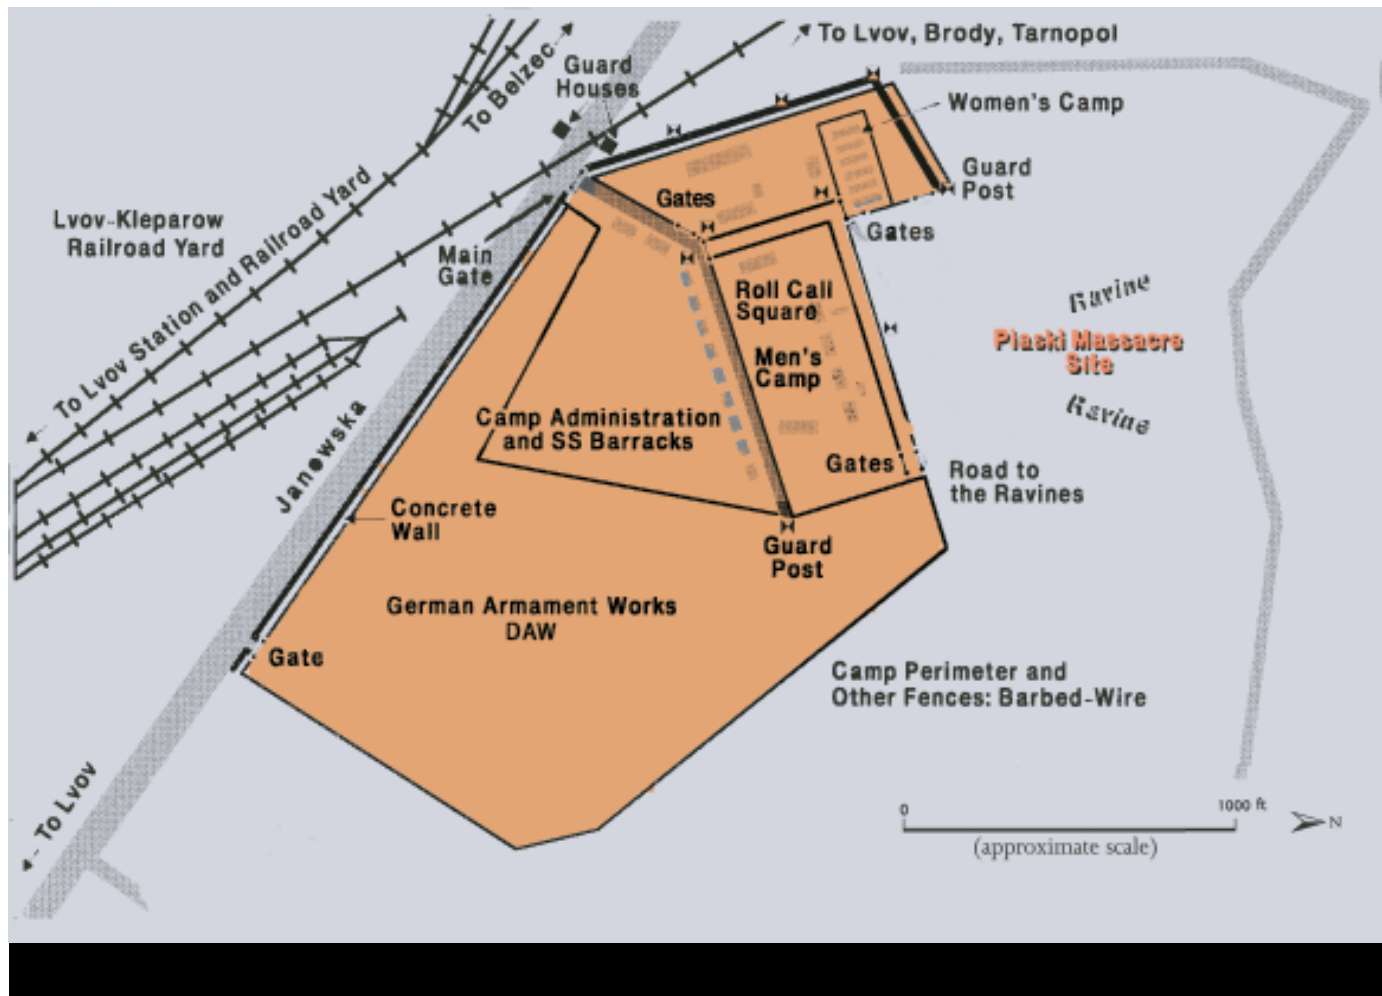 To Lvov, Brody, Tarnopol
To Belzec
Guard
Houses
Women's Camp
Guard
Post
Gates
Gates
Lvov-Kleparow
Railroad Yard
To Lvov Station and Railroad Yard
Main
Gate
Roll Call
Square
Ravine
Piaski Massacre
Site
Ravine
Men's
Camp
Camp Administration
and SS Barracks
Janowska
Gates
Road to
the Ravines
Concrete
Wall
Guard
Post
German Armament Works
DAW
Gate
Camp Perimeter and
Other Fences: Barbed-Wire
To Lvov
0 1000 ft
N
(approximate scale)